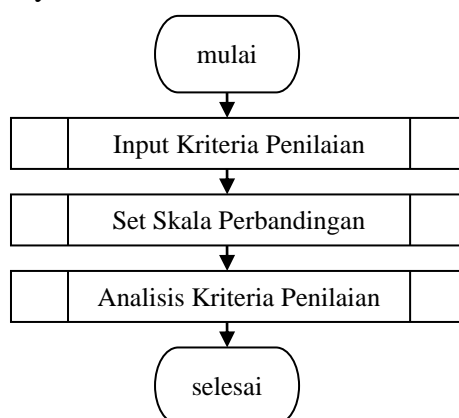 mulai
Input Kriteria Penilaian
Set Skala Perbandingan
Analisis Kriteria Penilaian
selesai